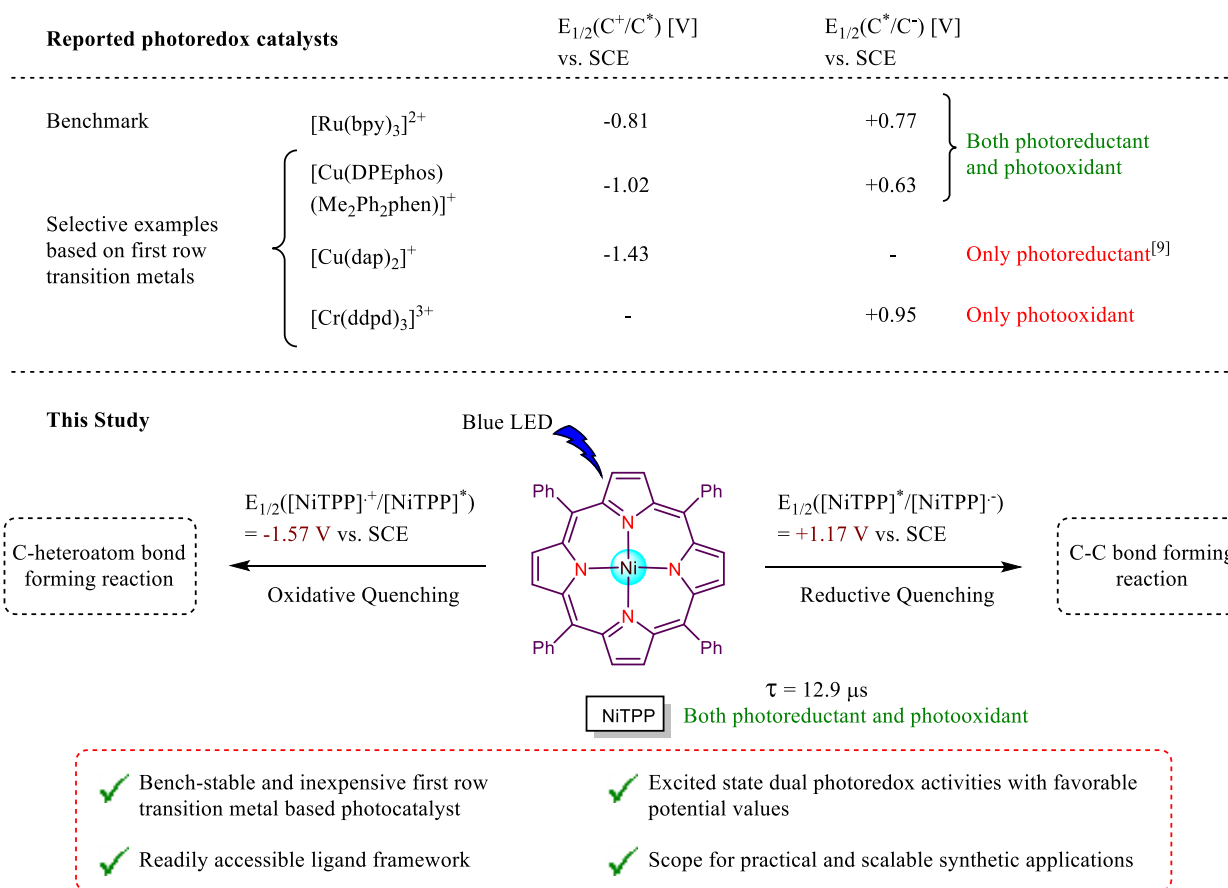 Reported photoredox catalysts
E1/2(C+/C*) [V]
vs. SCE
E1/2(C*/C-) [V]
vs. SCE
Benchmark
[Ru(bpy)3]2+
-0.81
+0.77
Both photoreductant
and photooxidant
Selective examples
based on first row
transition metals
[Cu(DPEphos)
(Me2Ph2phen)]+
-1.02
+0.63
[Cu(dap)2]+
-1.43
-
Only photoreductant[9]
[Cr(ddpd)3]3+
-
+0.95
Only photooxidant
This Study
Blue LED
C-heteroatom bond
forming reaction
E1/2([NiTPP]·+/[NiTPP]*)
= -1.57 V vs. SCE
Oxidative Quenching
Ph
Ph
N
N
Ni
N
N
Ph
Ph
E1/2([NiTPP]*/[NiTPP]·-)
= +1.17 V vs. SCE
Reductive Quenching
C-C bond forming
reaction
τ = 12.9 μs
NiTPP
Both photoreductant and photooxidant
Bench-stable and inexpensive first row
transition metal based photocatalyst
Excited state dual photoredox activities with favorable
potential values
Readily accessible ligand framework
Scope for practical and scalable synthetic applications